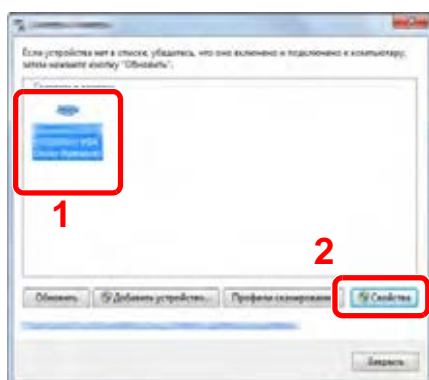 Если устройства нет в списке, убедитесь, что оно включено и подключено к компьютеру,
затем нажмите кнопку "Обновить".
1
2
Обновить Добавить устройство... Профили сканирования Свойства
Закрыть